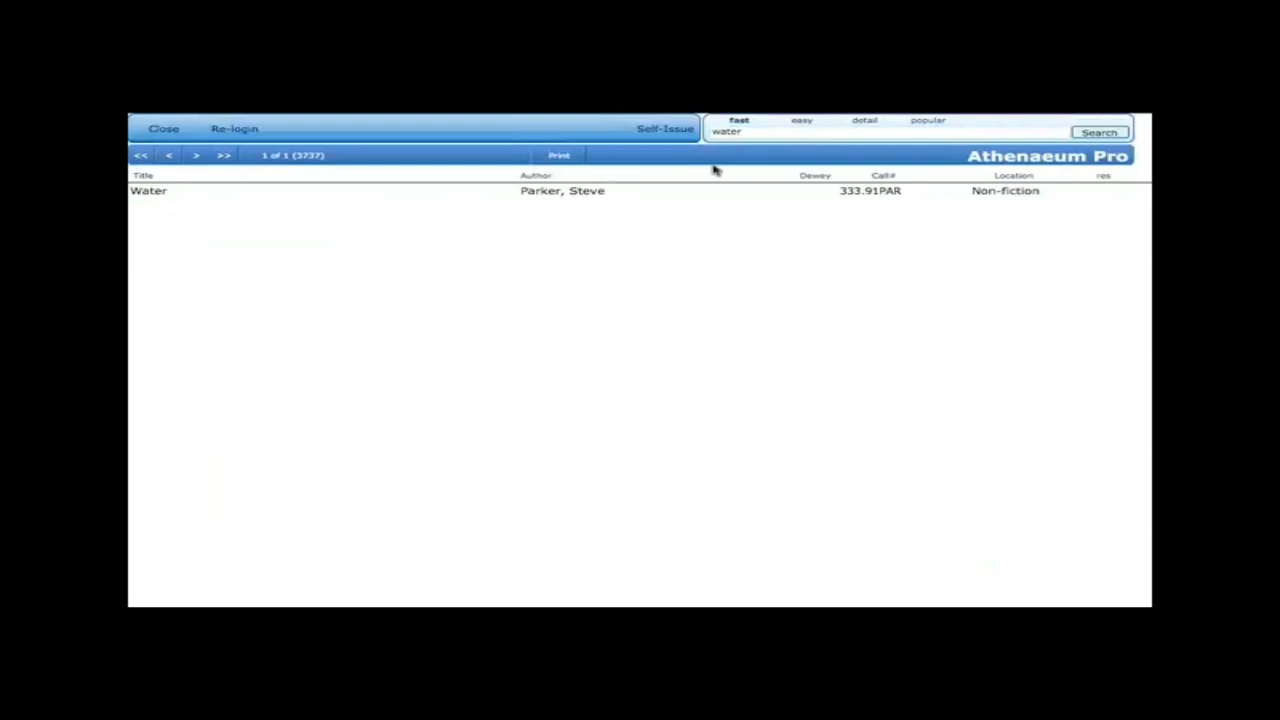 Close Re-login Self-Issue
fast easy detail popular
water Search
<< < > >> 1 of 1 (3737) Print Athenaeum Pro
Title Author Dewey Call# Location res
Water Parker, Steve 333.91PAR Non-fiction